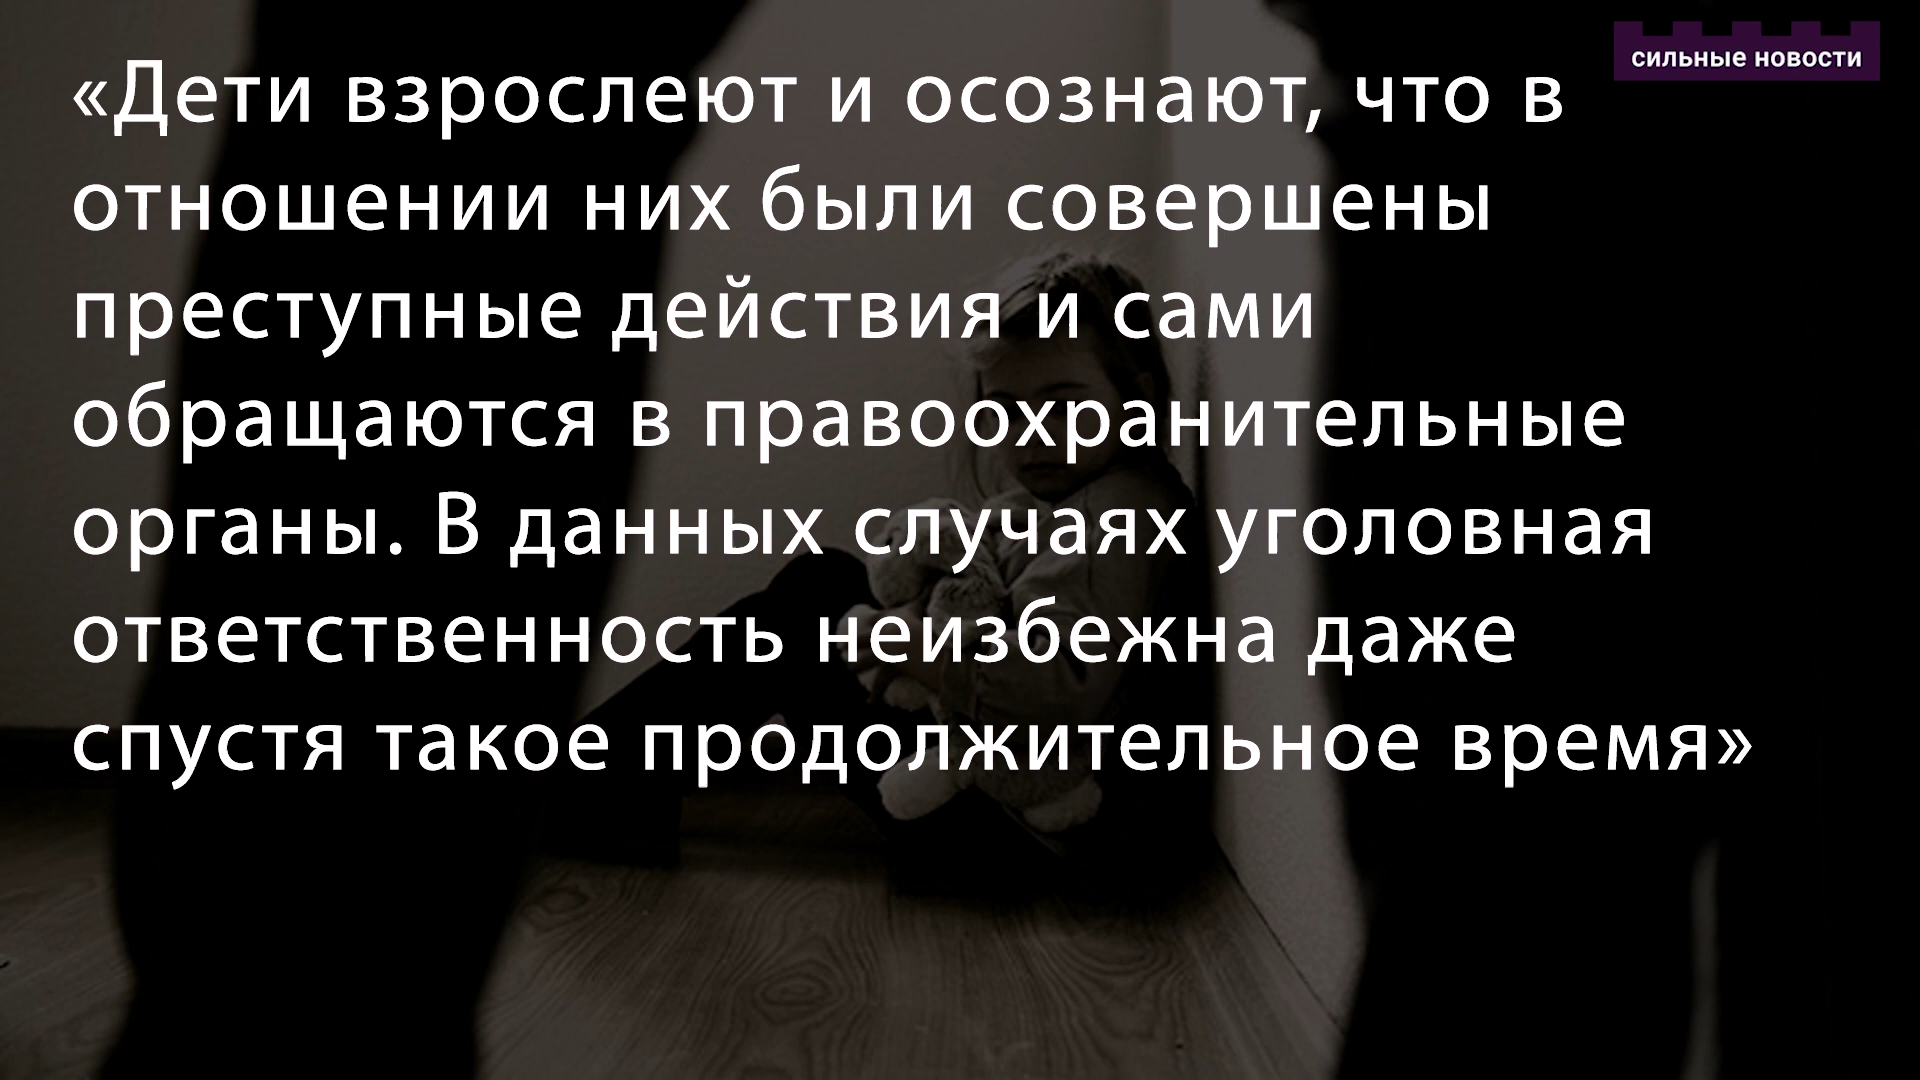 сильные новости
«Дети взрослеют и осознают, что в
отношении них были совершены
преступные действия и сами
обращаются в правоохранительные
органы. В данных случаях уголовная
ответственность неизбежна даже
спустя такое продолжительное время»